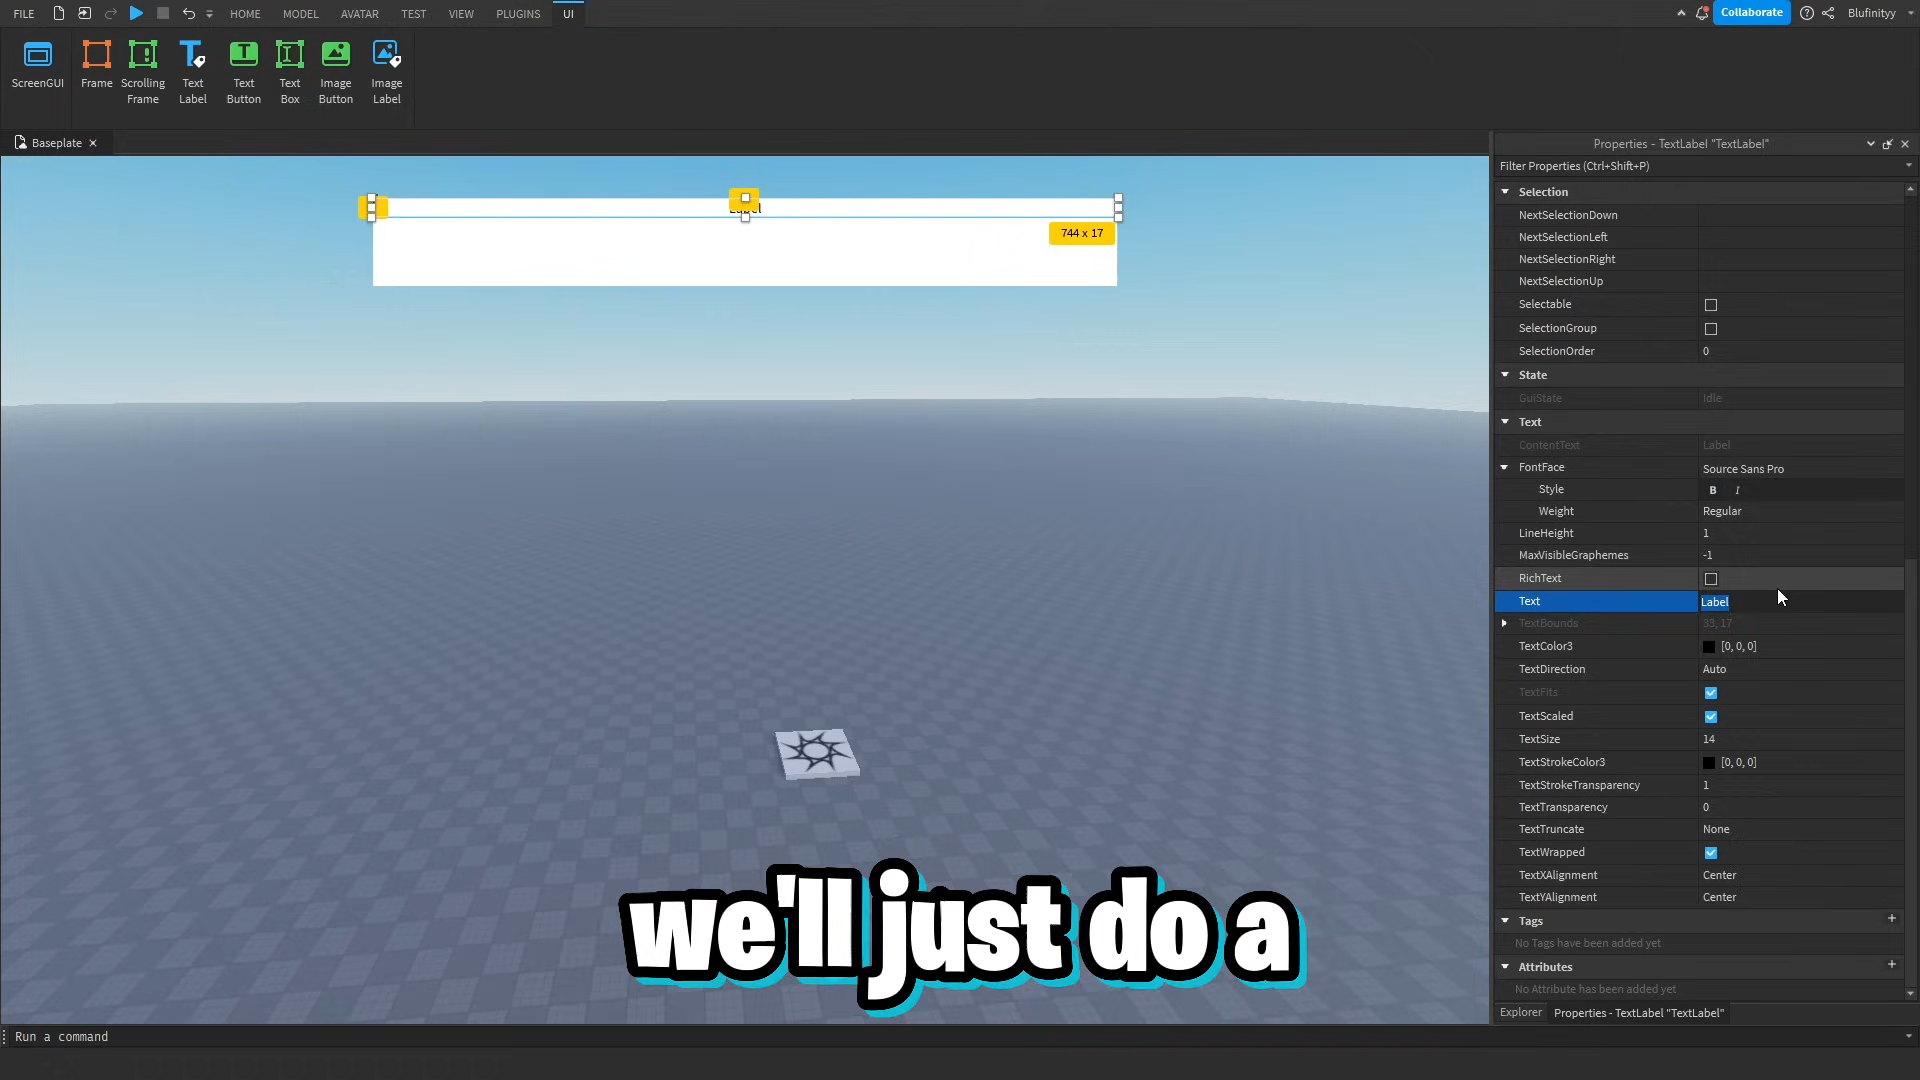 FILE
HOME
MODEL
AVATAR
TEST
VIEW
PLUGINS
UI
Collaborate
Blufinityy
ScreenGUI
Frame
Scrolling
Frame
Text
Label
Text
Button
Text
Box
Image
Button
Image
Label
Baseplate
Label
744 x 17
Properties - TextLabel "TextLabel"
Filter Properties (Ctrl+Shift+P)
Selection
NextSelectionDown
NextSelectionLeft
NextSelectionRight
NextSelectionUp
Selectable
SelectionGroup
SelectionOrder 0
State
GuiState Idle
Text
ContentText Label
FontFace Source Sans Pro
Style B I
Weight Regular
LineHeight 1
MaxVisibleGraphemes -1
RichText
Text Label
TextBounds 33, 17
TextColor3 [0, 0, 0]
TextDirection Auto
TextFits
TextScaled
TextSize 14
TextStrokeColor3 [0, 0, 0]
TextStrokeTransparency 1
TextTransparency 0
TextTruncate None
TextWrapped
TextXAlignment Center
TextYAlignment Center
Tags +
No Tags have been added yet
Attributes +
No Attribute has been added yet
Explorer Properties - TextLabel "TextLabel"
we'll just do a
Run a command